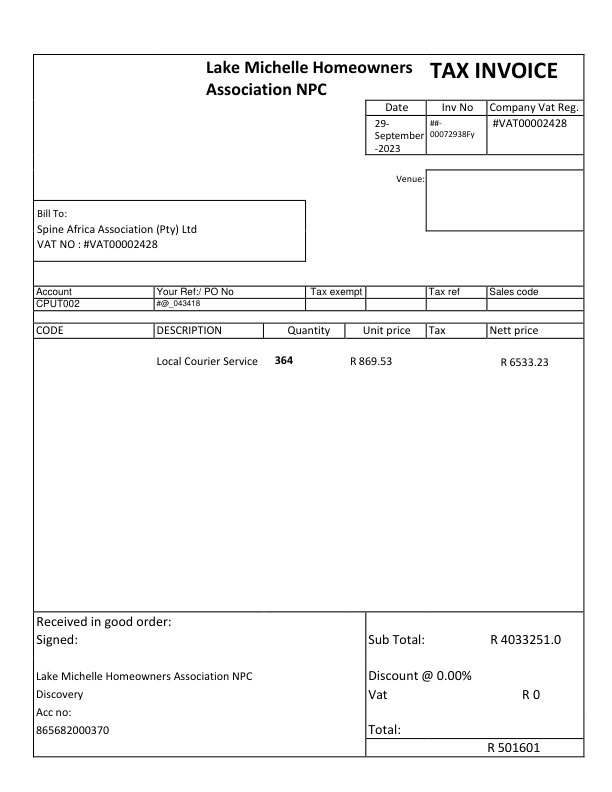 Lake Michelle Homeowners
Association NPC
TAX INVOICE
Date Inv No Company Vat Reg.
29-
September
-2023
##-
00072938Fy
#VAT00002428
Venue:
Bill To:
Spine Africa Association (Pty) Ltd
VAT NO : #VAT00002428
Account Your Ref:/ PO No Tax exempt Tax ref Sales code
CPUT002 #@_043418
CODE DESCRIPTION Quantity Unit price Tax Nett price
Local Courier Service 364 R 869.53 R 6533.23
Received in good order:
Signed:
Lake Michelle Homeowners Association NPC
Discovery
Acc no:
865682000370
Sub Total: R 4033251.0
Discount @ 0.00%
Vat R 0
Total:
R 501601